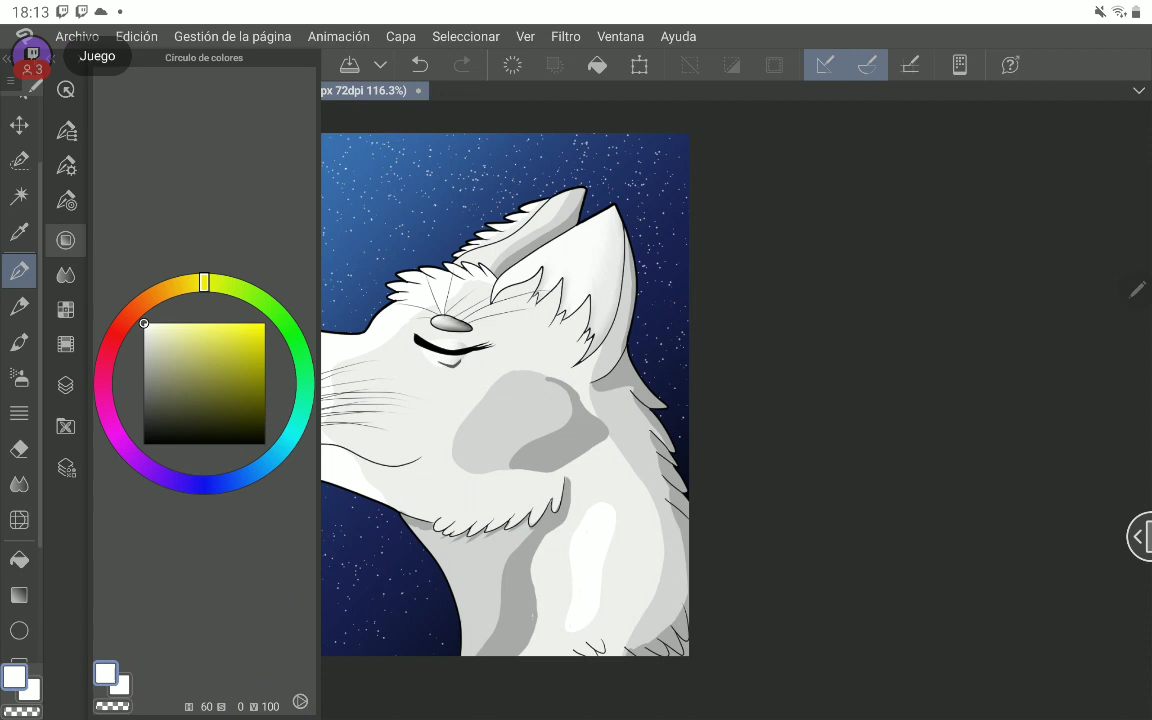 18:13
Archivo Edición Gestión de la página Animación Capa Seleccionar Ver Filtro Ventana Ayuda
Juego
3
Círculo de colores
px 72dpi 116.3%)
H 60 S 0 V 100